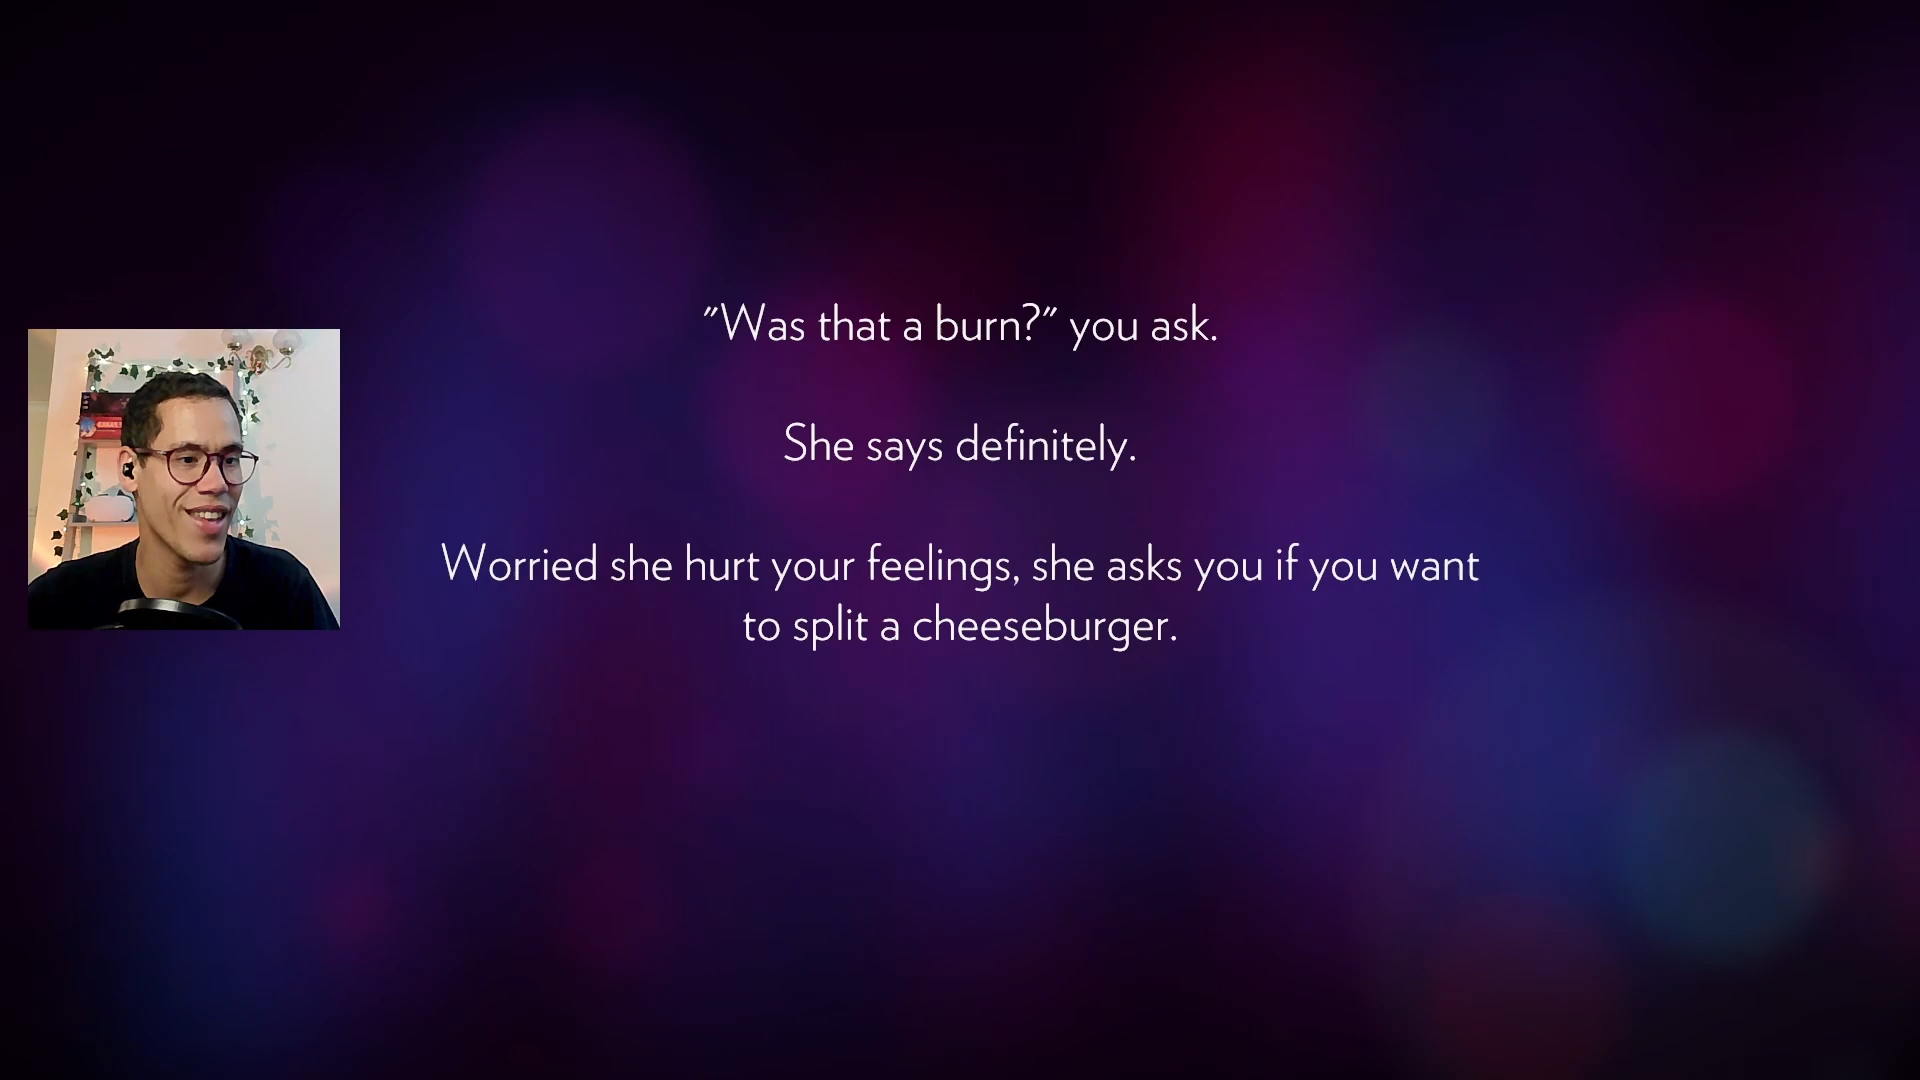 "Was that a burn?" you ask.
She says definitely.
Worried she hurt your feelings, she asks you if you want
to split a cheeseburger.